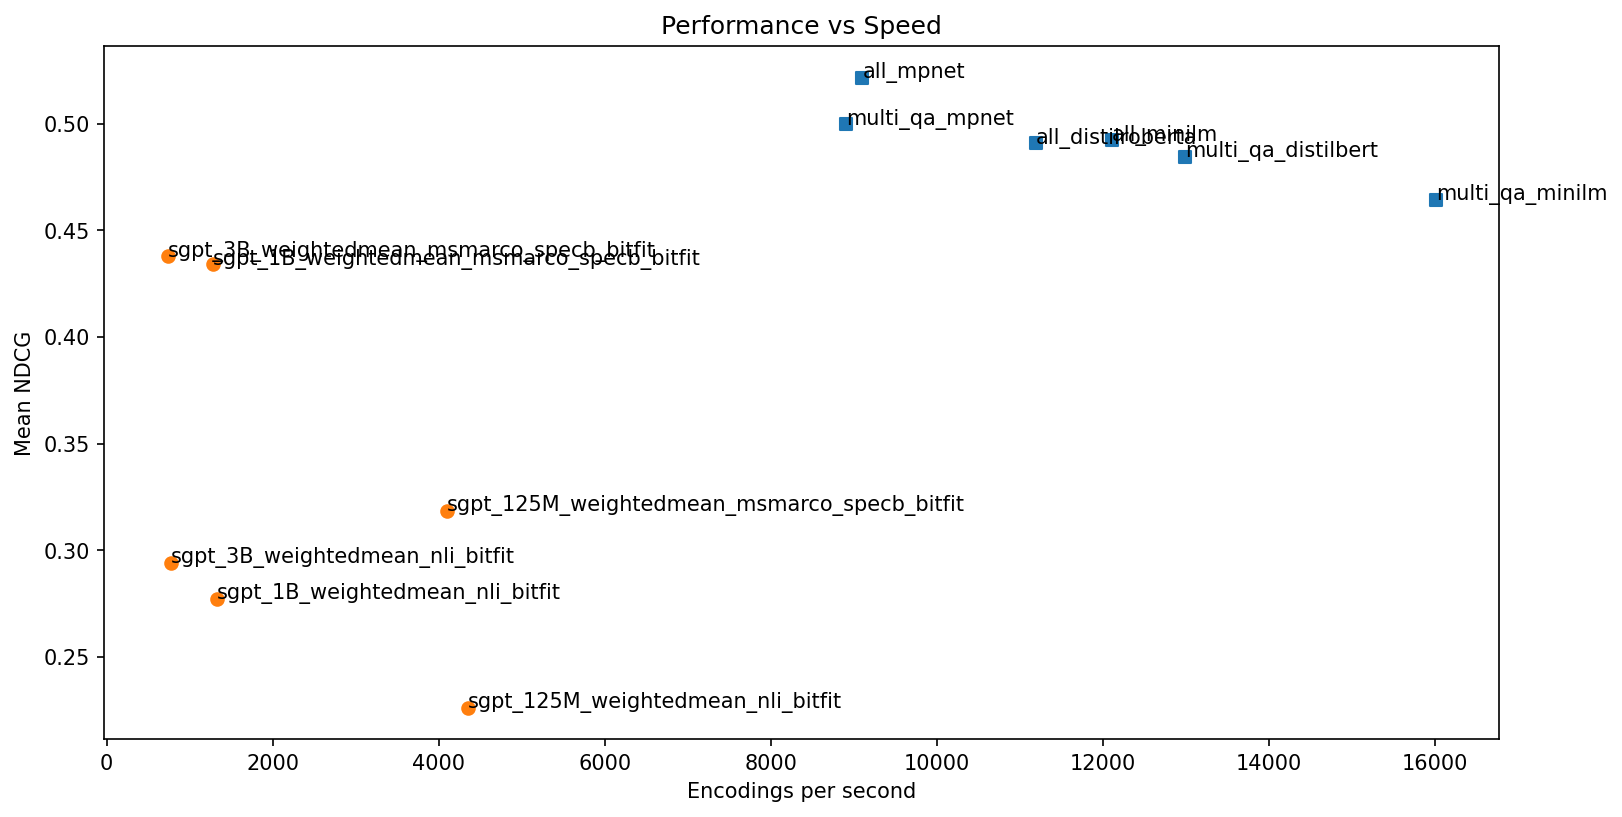 Performance vs Speed
all_mpnet
0.50
multi_qa_mpnet
all_distilroberta
all_minilm
multi_qa_distilbert
multi_qa_minilm
0.45
sgpt_3B_weightedmean_msmarco_specb_bitfit
sgpt_1B_weightedmean_msmarco_specb_bitfit
0.40
Mean NDCG
0.35
sgpt_125M_weightedmean_msmarco_specb_bitfit
0.30
sgpt_3B_weightedmean_nli_bitfit
sgpt_1B_weightedmean_nli_bitfit
0.25
sgpt_125M_weightedmean_nli_bitfit
0 2000 4000 6000 8000 10000 12000 14000 16000
Encodings per second